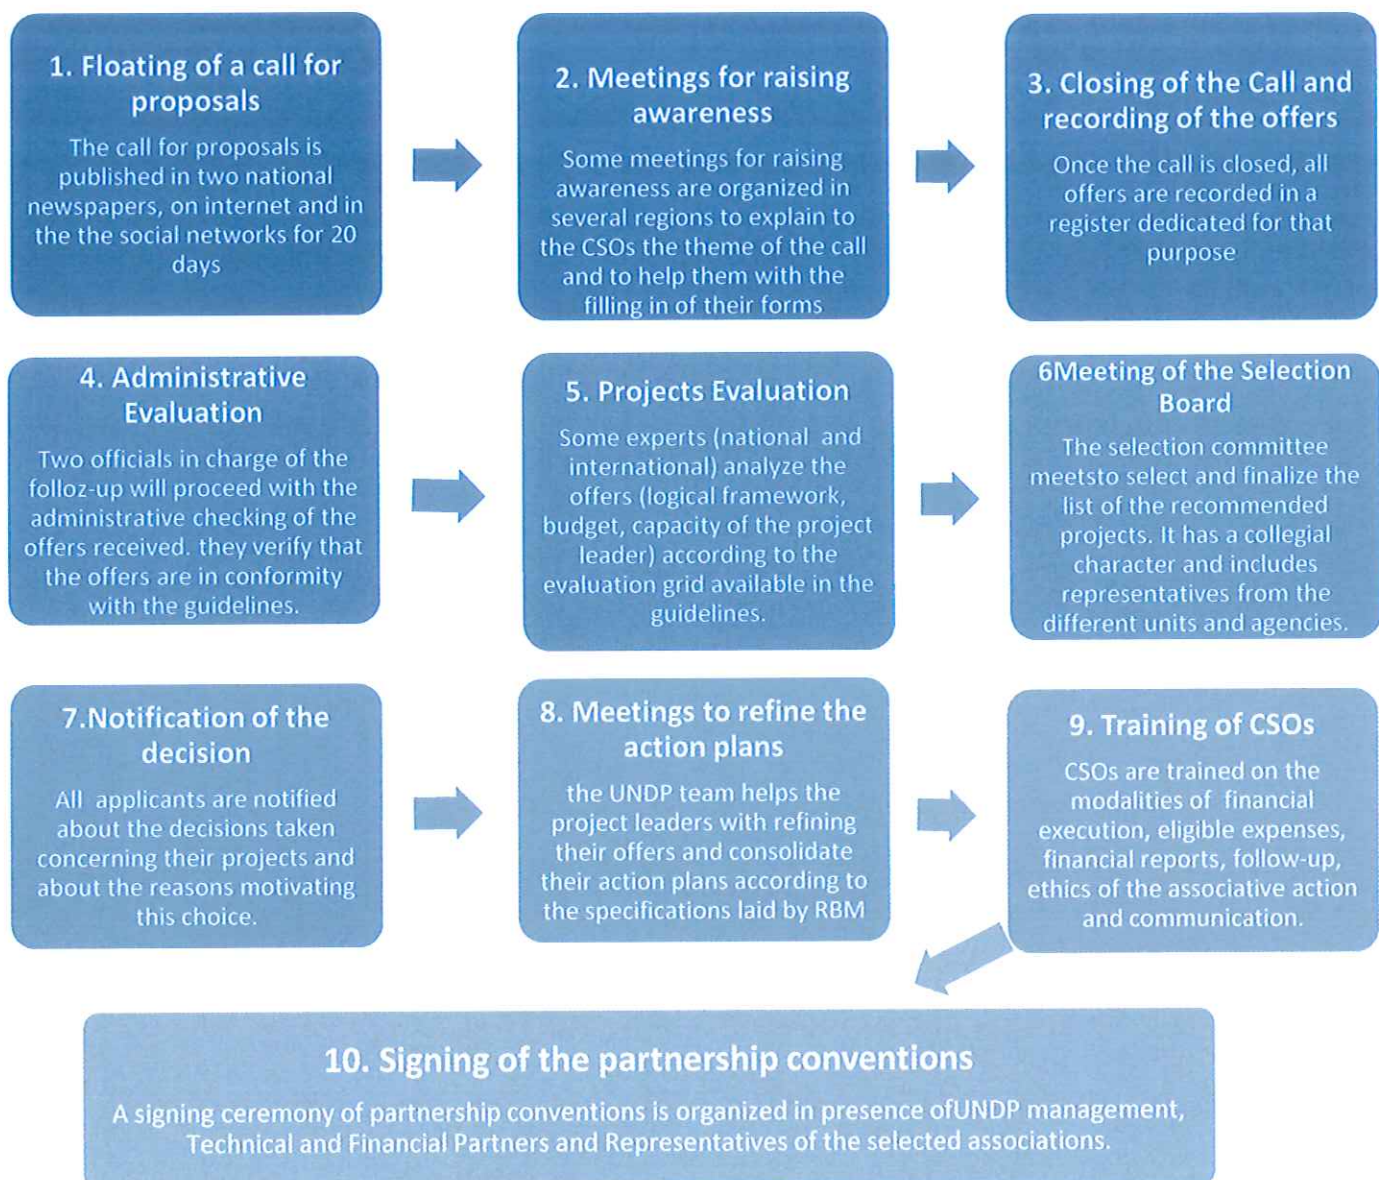 1. Floating of a call for
proposals
The call for proposals is
published in two national
newspapers, on internet and in
the the social networks for 20
days
2. Meetings for raising
awareness
Some meetings for raising
awareness are organized in
several regions to explain to
the CSOs the theme of the call
and to help them with the
filling in of their forms
3. Closing of the Call and
recording of the offers
Once the call is closed, all
offers are recorded in a
register dedicated for that
purpose
4. Administrative
Evaluation
Two officials in charge of the
folloz-up will proceed with the
administrative checking of the
offers received. they verify that
the offers are in conformity
with the guidelines.
5. Projects Evaluation
Some experts (national and
international) analyze the
offers (logical framework,
budget, capacity of the project
leader) according to the
evaluation grid available in the
guidelines.
6Meeting of the Selection
Board
The selection committee
meetsto select and finalize the
list of the recommended
projects. It has a collegial
character and includes
representatives from the
different units and agencies.
7.Notification of the
decision
All applicants are notified
about the decisions taken
concerning their projects and
about the reasons motivating
this choice.
8. Meetings to refine the
action plans
the UNDP team helps the
project leaders with refining
their offers and consolidate
their action plans according to
the specifications laid by RBM
9. Training of CSOs
CSOs are trained on the
modalities of financial
execution, eligible expenses,
financial reports, follow-up,
ethics of the associative action
and communication.
10. Signing of the partnership conventions
A signing ceremony of partnership conventions is organized in presence ofUNDP management,
Technical and Financial Partners and Representatives of the selected associations.